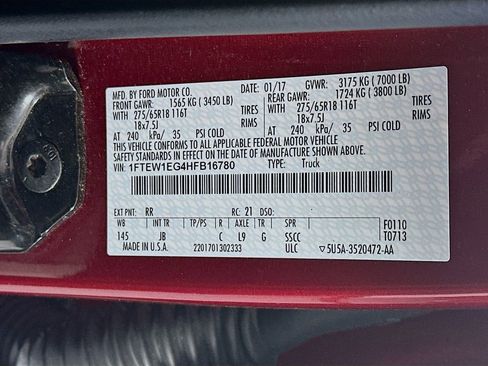 MFD. BY FORD MOTOR CO. 01/17 GVWR: 3175 KG ( 7000 LB)
FRONT GAWR: 1565 KG ( 3450 LB) REAR GAWR: 1724 KG ( 3800 LB)
WITH 275/65R18 116T TIRES WITH 275/65R18 116T TIRES
18x7.5J RIMS 18x7.5J RIMS
AT 240 kPa/ 35 PSI COLD AT 240 kPa/ 35 PSI COLD
THIS VEHICLE CONFORMS TO ALL APPLICABLE FEDERAL MOTOR VEHICLE
SAFETY AND THEFT PREVENTION STANDARDS IN EFFECT ON THE DATE OF
MANUFACTURE SHOWN ABOVE.
VIN: 1FTEW1EG4HFB16780 TYPE: Truck
EXT PNT: RR RC: 21 DSO:
WB INT TR TP/PS R AXLE TR SPR
145 JB C L9 G SSCC
F0110
T0713
MADE IN U.S.A. 2201701302333 ULC 5U5A-3520472-AA